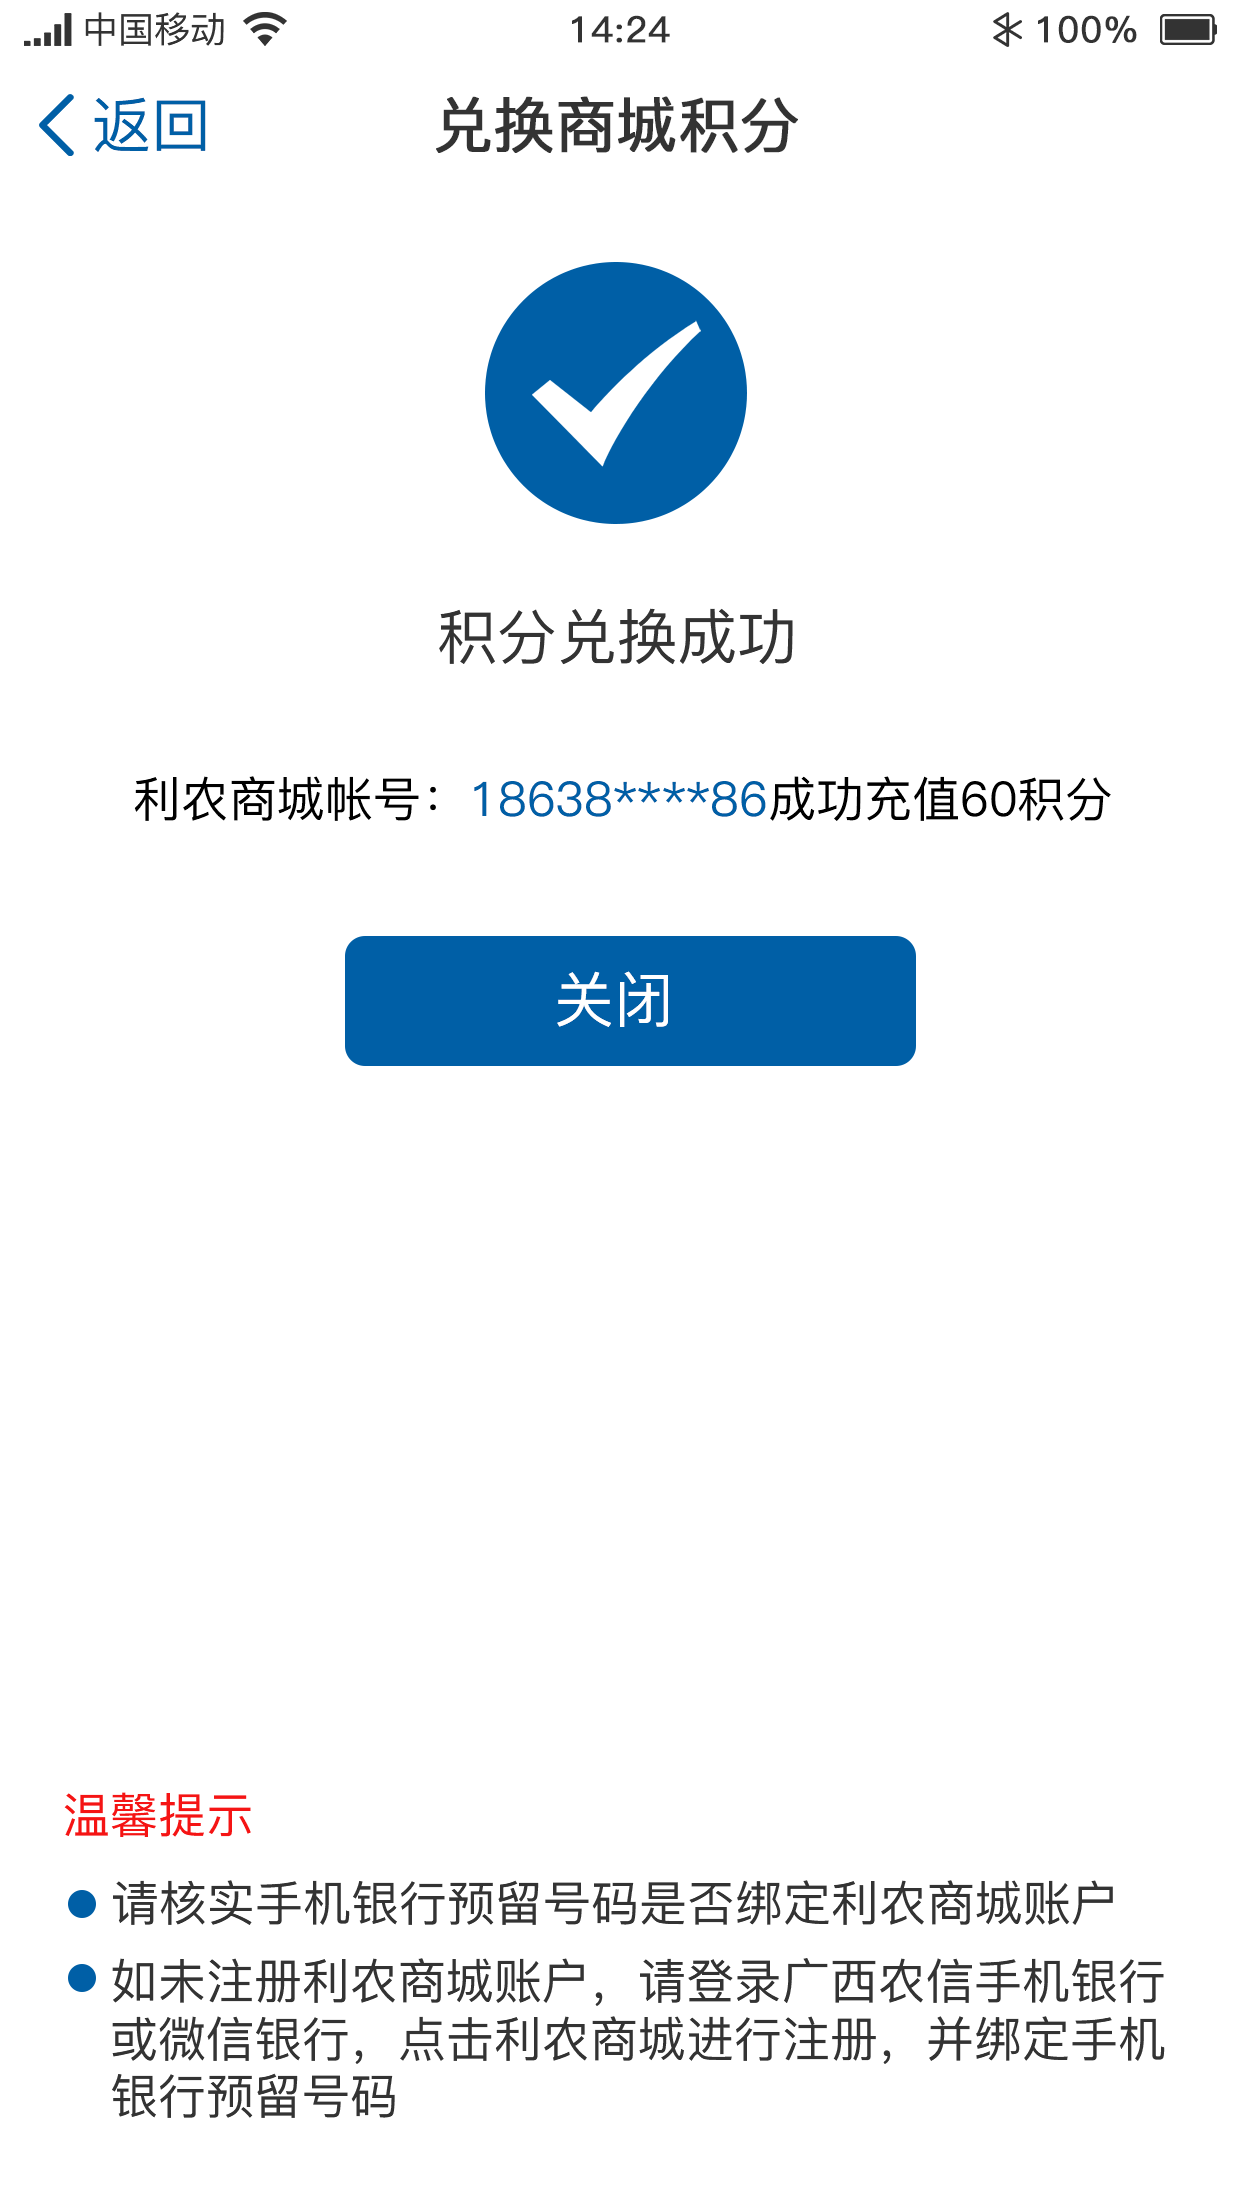 中国移动 14:24 100%
返回 兑换商城积分
积分兑换成功
利农商城帐号：18638****86成功充值60积分
关闭
温馨提示
请核实手机银行预留号码是否绑定利农商城账户
如未注册利农商城账户，请登录广西农信手机银行
或微信银行，点击利农商城进行注册，并绑定手机
银行预留号码